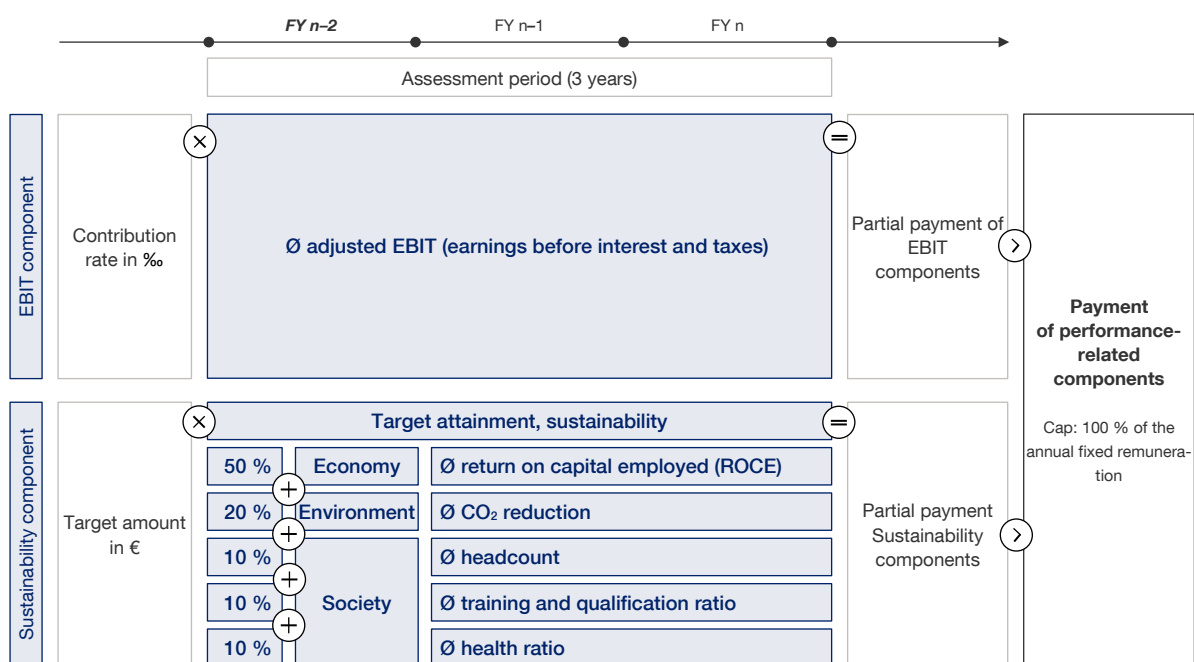 FY n–2
FY n–1
FY n
Assessment period (3 years)
EBIT component
Contribution
rate in ‰
×
Ø adjusted EBIT (earnings before interest and taxes)
=
Partial payment of
EBIT
components
>
Payment
of performance-
related
components
Cap: 100 % of the
annual fixed remunera-
tion
Sustainability component
Target amount
in €
×
Target attainment, sustainability
=
50 %
Economy
Ø return on capital employed (ROCE)
+
20 %
Environment
Ø CO₂ reduction
+
10 %
Ø headcount
+
10 %
Society
Ø training and qualification ratio
+
10 %
Ø health ratio
Partial payment
Sustainability
components
>